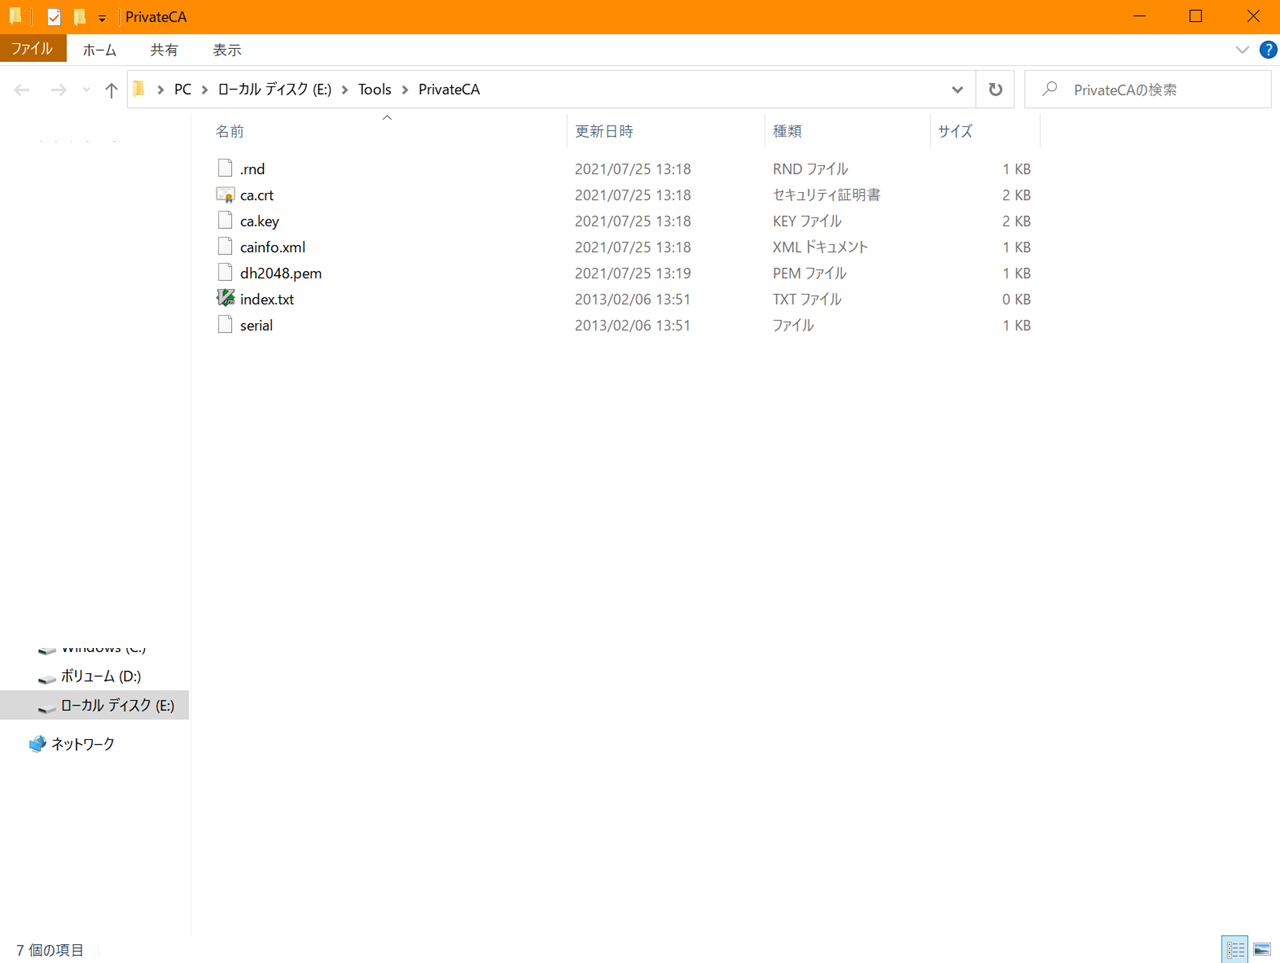 PrivateCA
ファイル ホーム 共有 表示
PC ローカル ディスク (E:) Tools PrivateCA PrivateCAの検索
名前 更新日時 種類 サイズ
.rnd 2021/07/25 13:18 RND ファイル 1 KB
ca.crt 2021/07/25 13:18 セキュリティ証明書 2 KB
ca.key 2021/07/25 13:18 KEY ファイル 2 KB
cainfo.xml 2021/07/25 13:18 XML ドキュメント 1 KB
dh2048.pem 2021/07/25 13:19 PEM ファイル 1 KB
index.txt 2013/02/06 13:51 TXT ファイル 0 KB
serial 2013/02/06 13:51 ファイル 1 KB
Windows (C:)
ボリューム (D:)
ローカル ディスク (E:)
ネットワーク
7 個の項目